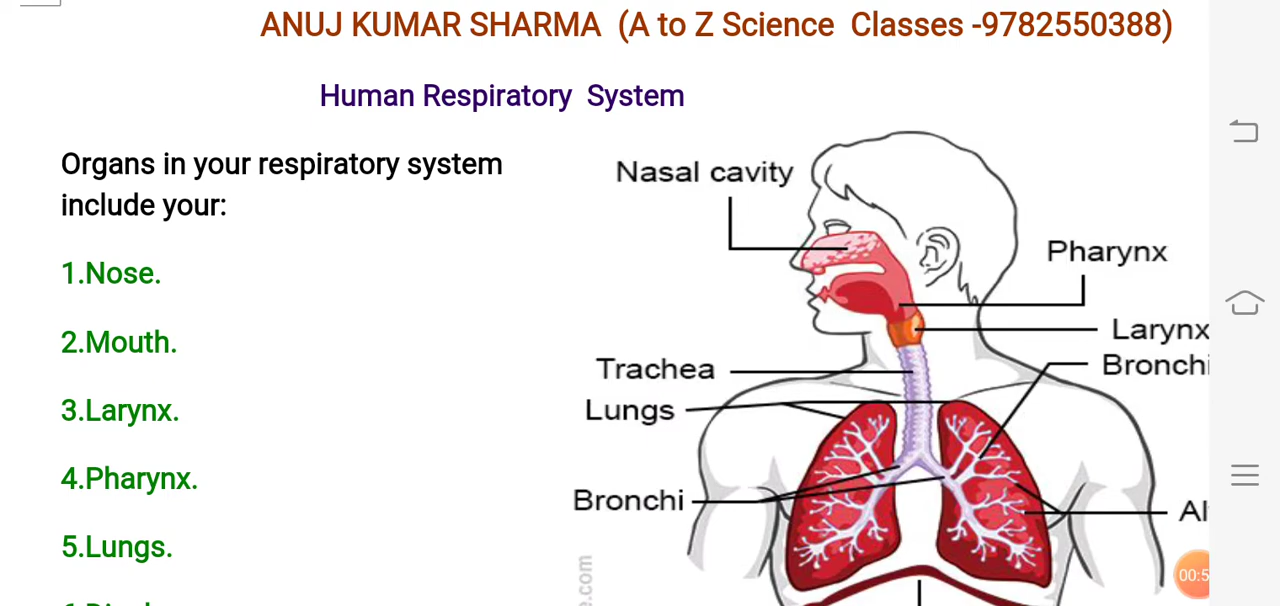 ANUJ KUMAR SHARMA (A to Z Science Classes -9782550388)
Human Respiratory System
Organs in your respiratory system
include your:
1.Nose.
2.Mouth.
3.Larynx.
4.Pharynx.
5.Lungs.
Nasal cavity
Pharynx
Larynx
Bronchi
Trachea
Lungs
Bronchi